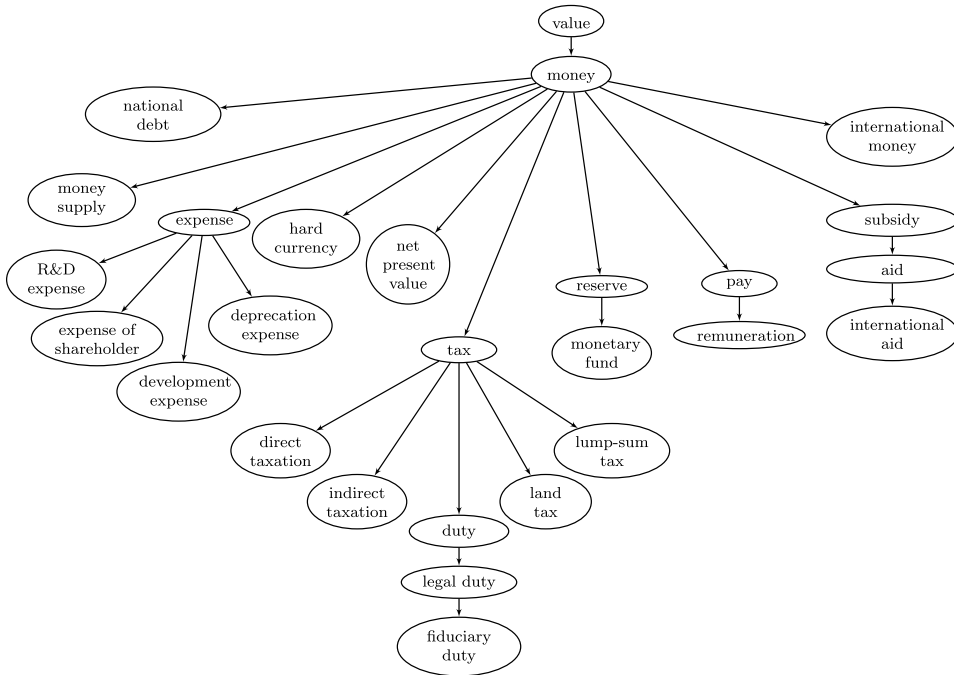 value
money
national
debt
international
money
money
supply
expense
hard
currency
net
present
value
subsidy
R&D
expense
expense of
shareholder
development
expense
deprecation
expense
reserve
pay
aid
monetary
fund
remuneration
international
aid
tax
direct
taxation
indirect
taxation
duty
land
tax
lump-sum
tax
legal duty
fiduciary
duty